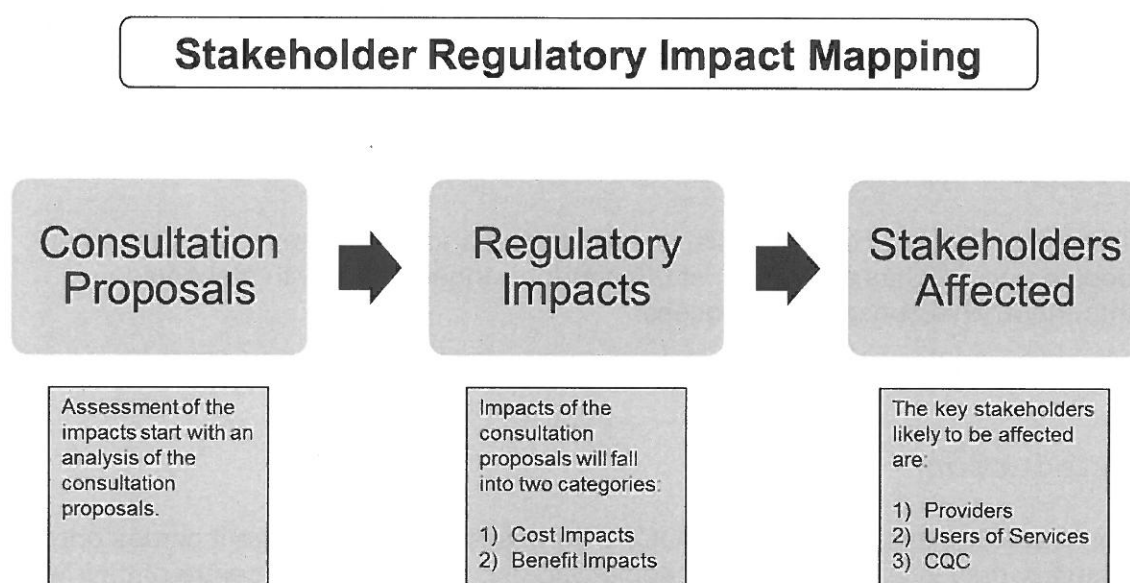 Stakeholder Regulatory Impact Mapping
Consultation
Proposals
Regulatory
Impacts
Stakeholders
Affected
Assessment of the
impacts start with an
analysis of the
consultation
proposals.
Impacts of the
consultation
proposals will fall
into two categories:
1) Cost Impacts
2) Benefit Impacts
The key stakeholders
likely to be affected
are:
1) Providers
2) Users of Services
3) CQC